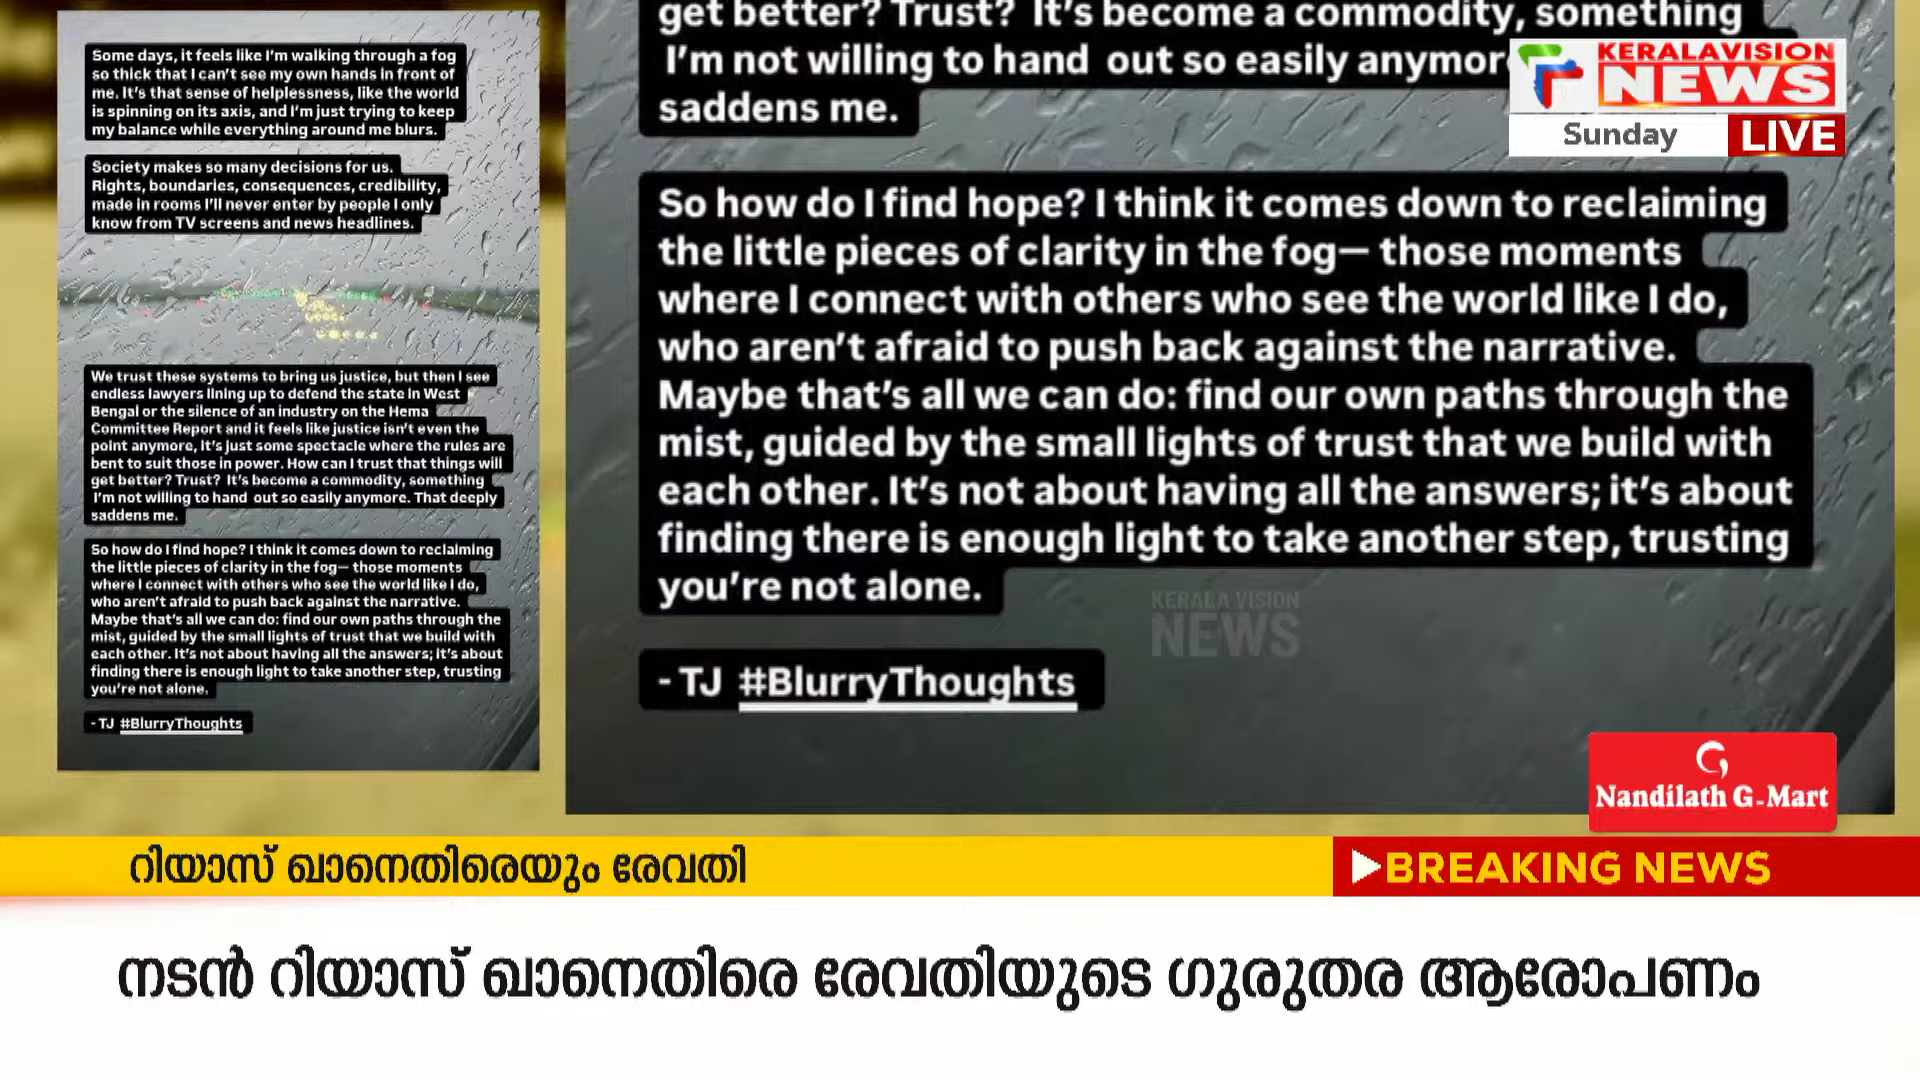 Some days, it feels like I'm walking through a fog
so thick that I can't see my own hands in front of
me. It's that sense of helplessness, like the world
is spinning on its axis, and I'm just trying to keep
my balance while everything around me blurs.
Society makes so many decisions for us.
Rights, boundaries, consequences, credibility,
made in rooms I'll never enter by people I only
know from TV screens and news headlines.
We trust these systems to bring us justice, but then I see
endless lawyers lining up to defend the state in West
Bengal or the silence of an industry on the Hema
Committee Report and it feels like justice isn't even the
point anymore, it's just some spectacle where the rules are
bent to suit those in power. How can I trust that things will
get better? Trust?  It's become a commodity, something
I'm not willing to hand  out so easily anymore. That deeply
saddens me.
So how do I find hope? I think it comes down to reclaiming
the little pieces of clarity in the fog— those moments
where I connect with others who see the world like I do,
who aren't afraid to push back against the narrative.
Maybe that's all we can do: find our own paths through the
mist, guided by the small lights of trust that we build with
each other. It's not about having all the answers; it's about
finding there is enough light to take another step, trusting
you're not alone.
- TJ #BlurryThoughts
get better? Trust?  It's become a commodity, something
I'm not willing to hand  out so easily anymor
saddens me.
So how do I find hope? I think it comes down to reclaiming
the little pieces of clarity in the fog— those moments
where I connect with others who see the world like I do,
who aren't afraid to push back against the narrative.
Maybe that's all we can do: find our own paths through the
mist, guided by the small lights of trust that we build with
each other. It's not about having all the answers; it's about
finding there is enough light to take another step, trusting
you're not alone.
- TJ #BlurryThoughts
KERALAVISION
NEWS
Sunday LIVE
KERALA VISION
NEWS
Nandilath G-Mart
റിയാസ് ഖാനെതിരെയും രേവതി
BREAKING NEWS
നടൻ റിയാസ് ഖാനെതിരെ രേവതിയുടെ ഗുരുതര ആരോപണം